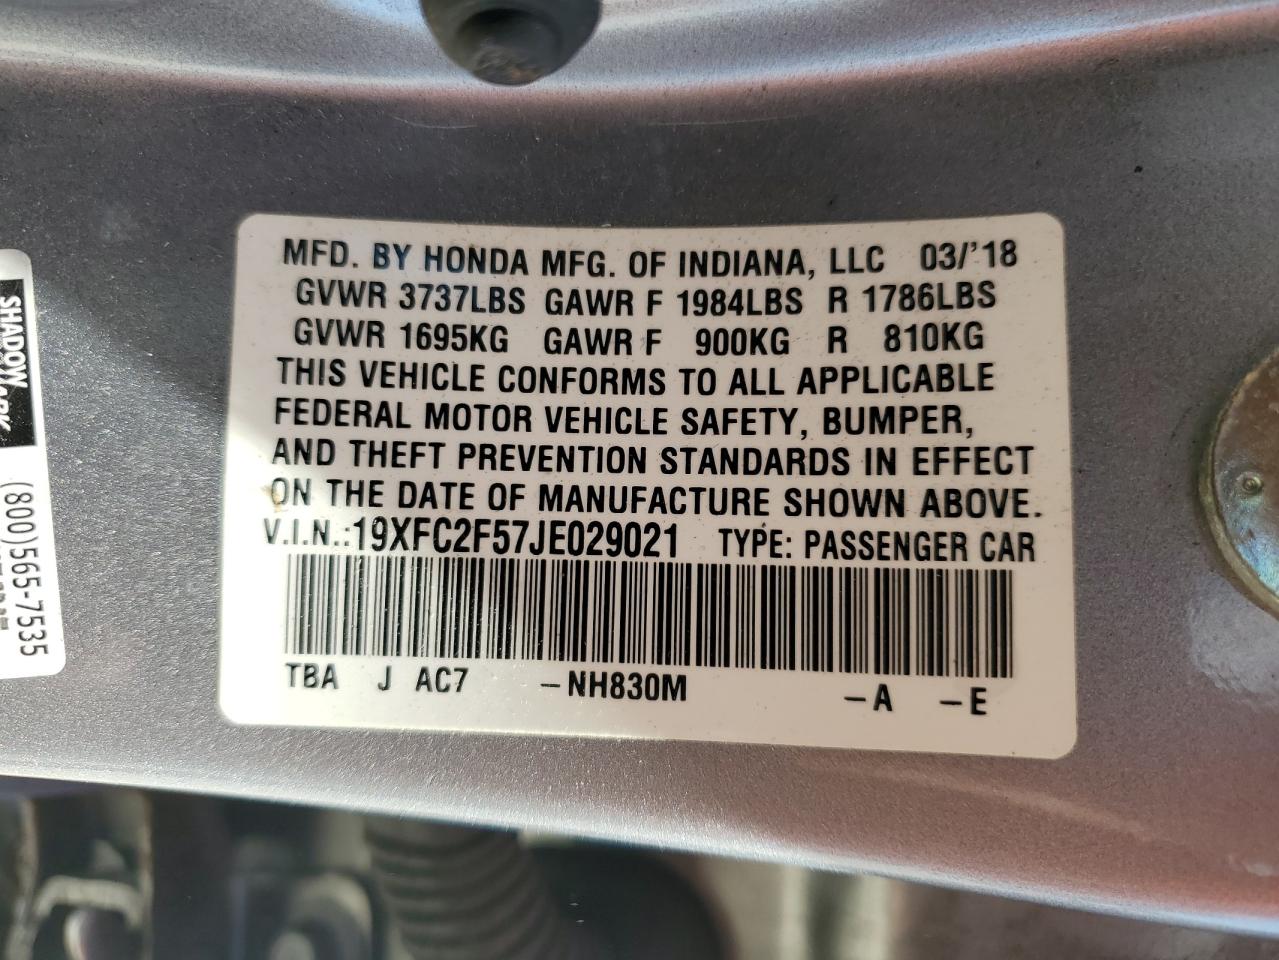 MFD. BY HONDA MFG. OF INDIANA, LLC 03/'18
GVWR 3737LBS GAWR F 1984LBS R 1786LBS
GVWR 1695KG GAWR F 900KG R 810KG
THIS VEHICLE CONFORMS TO ALL APPLICABLE
FEDERAL MOTOR VEHICLE SAFETY, BUMPER,
AND THEFT PREVENTION STANDARDS IN EFFECT
ON THE DATE OF MANUFACTURE SHOWN ABOVE.
V.I.N.:19XFC2F57JE029021 TYPE: PASSENGER CAR
TBA J AC7 –NH830M –A –E
SHADOW
(800)565-7535